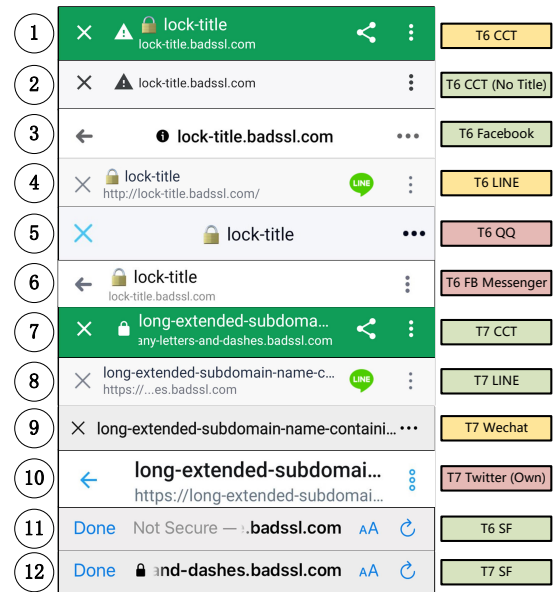 1 lock-title T6 CCT
lock-title.badssl.com
2 lock-title.badssl.com T6 CCT (No Title)
3 lock-title.badssl.com T6 Facebook
4 lock-title LINE T6 LINE
http://lock-title.badssl.com/
5 lock-title T6 QQ
6 lock-title T6 FB Messenger
lock-title.badssl.com
7 long-extended-subdoma... T7 CCT
any-letters-and-dashes.badssl.com
8 long-extended-subdomain-name-c... LINE T7 LINE
https://...es.badssl.com
9 long-extended-subdomain-name-containi... T7 Wechat
10 long-extended-subdomai... T7 Twitter (Own)
https://long-extended-subdomai...
11 Done Not Secure — .badssl.com AA T6 SF
12 Done and-dashes.badssl.com AA T7 SF